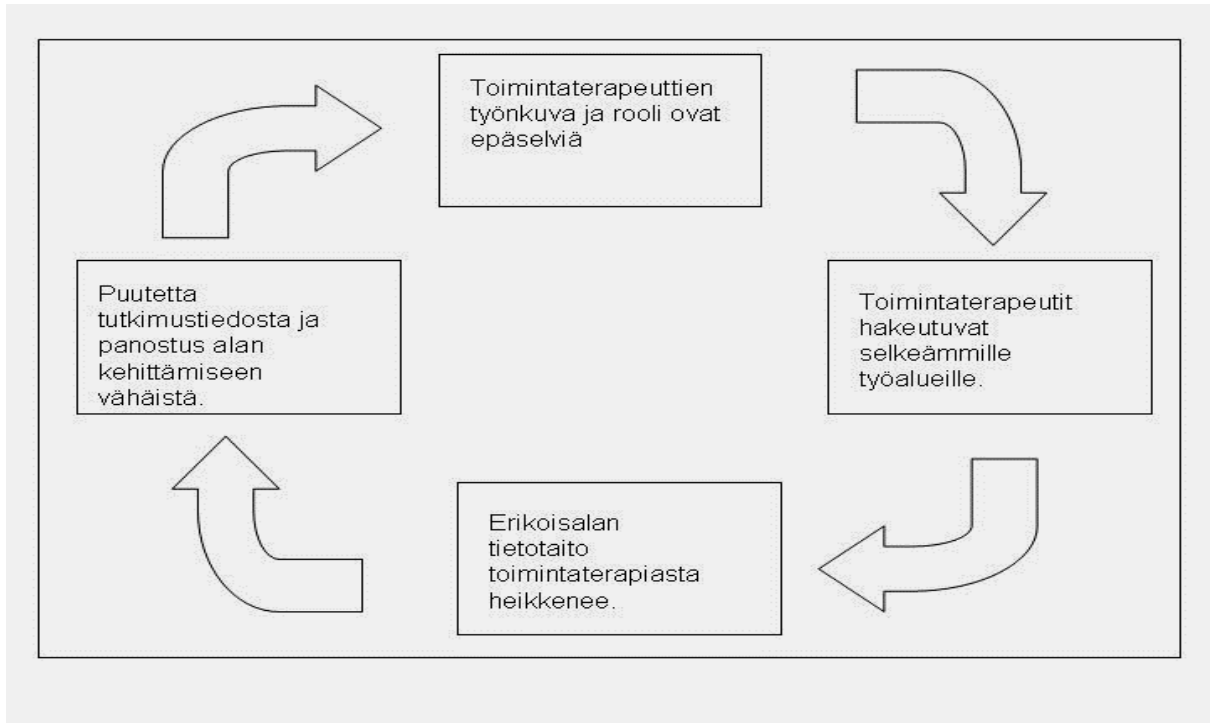 Toimintaterapeuttien
työnkuva ja rooli ovat
epäselviä
Toimintaterapeutit
hakeutuvat
selkeämmille
työalueille.
Erikoisalan
tietotaito
toimintaterapiasta
heikkenee.
Puutetta
tutkimustiedosta ja
panostus alan
kehittämiseen
vähäistä.